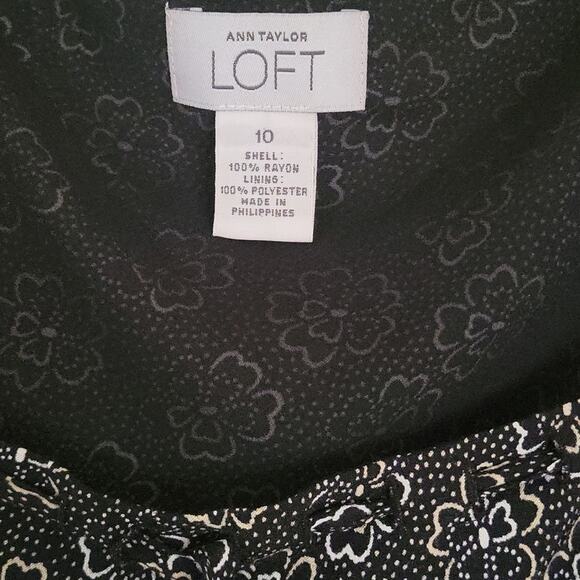 ANN TAYLOR
LOFT
10
SHELL:
100% RAYON
LINING:
100% POLYESTER
MADE IN
PHILIPPINES